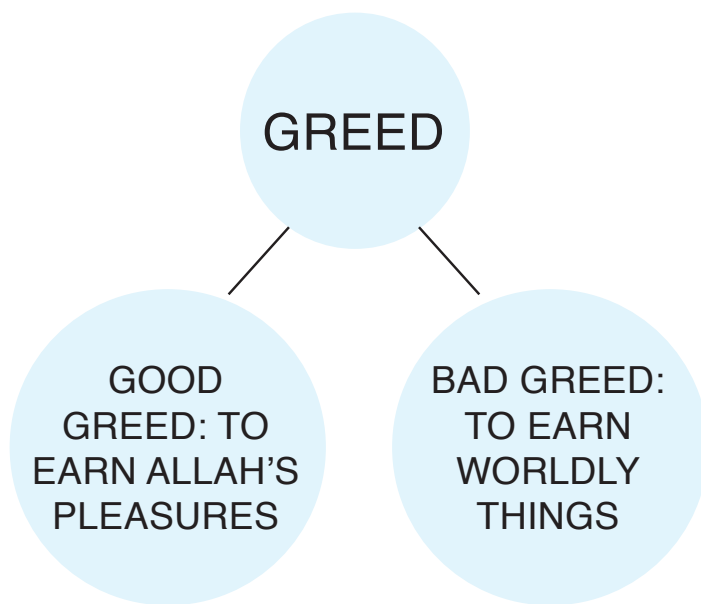 GREED
GOOD
GREED: TO
EARN ALLAH’S
PLEASURES
BAD GREED:
TO EARN
WORLDLY
THINGS